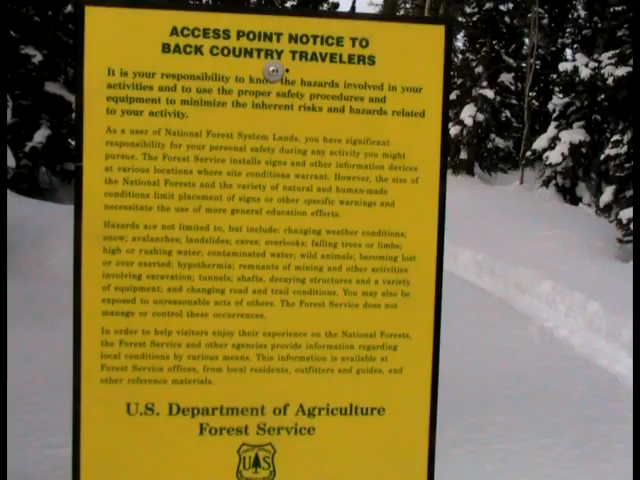 ACCESS POINT NOTICE TO
BACK COUNTRY TRAVELERS
It is your responsibility to know the hazards involved in your
activities and to use the proper safety procedures and
equipment to minimize the inherent risks and hazards related
to your activity.
As a user of National Forest System Lands, you have significant
responsibility for your personal safety during any activity you might
pursue. The Forest Service installs signs and other information devices
at various locations where site conditions warrant. However, the size of
the National Forests and the variety of natural and human-made
conditions limit placement of signs or other specific warnings and
necessitate the use of more general education efforts.
Hazards are not limited to, but include: changing weather conditions;
snow; avalanches; landslides; caves; overlooks; falling trees or limbs;
high or rushing water; contaminated water; wild animals; becoming lost
or over exerted; hypothermia; remnants of mining and other activities
involving excavation; tunnels; shafts, decaying structures and a variety
of equipment; and changing road and trail conditions. You may also be
exposed to unreasonable acts of others. The Forest Service does not
manage or control these occurrences.
In order to help visitors enjoy their experience on the National Forests,
the Forest Service and other agencies provide information regarding
local conditions by various means. This information is available at
Forest Service offices, from local residents, outfitters and guides, and
other reference materials.
U.S. Department of Agriculture
Forest Service
U S